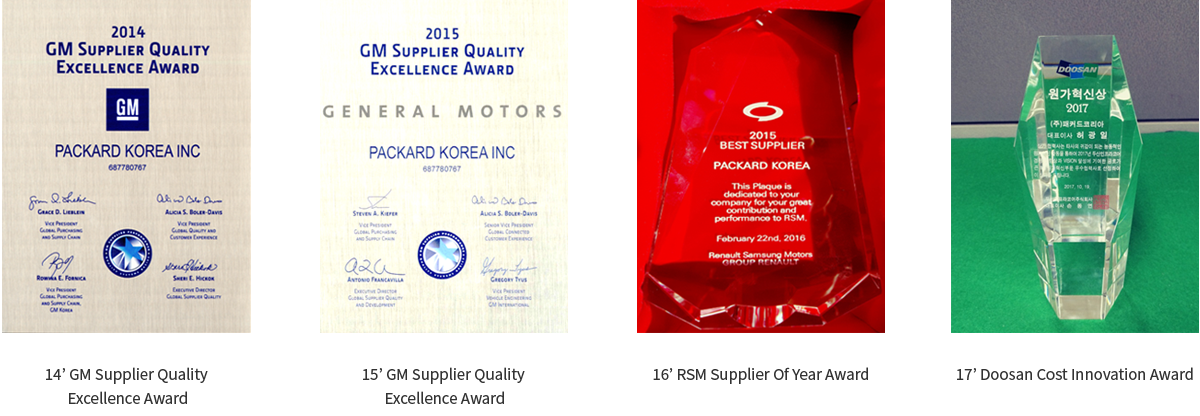 2014
GM SUPPLIER QUALITY
EXCELLENCE AWARD
GM
PACKARD KOREA INC
687780767
GRACE D. LIEBLEIN
VICE PRESIDENT
GLOBAL PURCHASING
AND SUPPLY CHAIN
ALICIA S. BOLER-DAVIS
VICE PRESIDENT
GLOBAL QUALITY AND
CUSTOMER EXPERIENCE
ROWINA E. FORNICA
VICE PRESIDENT
GLOBAL PURCHASING
AND SUPPLY CHAIN,
GM KOREA
SHERI E. HICKOK
EXECUTIVE DIRECTOR
GLOBAL SUPPLIER QUALITY
14’ GM Supplier Quality
Excellence Award
2015
GM SUPPLIER QUALITY
EXCELLENCE AWARD
GENERAL MOTORS
PACKARD KOREA INC
687780767
STEVEN A. KIEFER
VICE PRESIDENT
GLOBAL PURCHASING
AND SUPPLY CHAIN
ALICIA S. BOLER-DAVIS
SENIOR VICE PRESIDENT
GLOBAL CONNECTED
CUSTOMER EXPERIENCE
ANTONIO FRANCAVILLA
EXECUTIVE DIRECTOR
GLOBAL SUPPLIER QUALITY
AND DEVELOPMENT
GREGORY TYUS
VICE PRESIDENT
VEHICLE ENGINEERING
GM INTERNATIONAL
15’ GM Supplier Quality
Excellence Award
2015
BEST SUPPLIER
PACKARD KOREA
This Plaque is
dedicated to your
company for your great
contribution and
performance to RSM.
February 22nd, 2016
Renault Samsung Motors
GROUP RENAULT
16’ RSM Supplier Of Year Award
DOOSAN
원가혁신상
2017
(주)패커드코리아
대표이사 허광일
2017. 10. 19.
17’ Doosan Cost Innovation Award